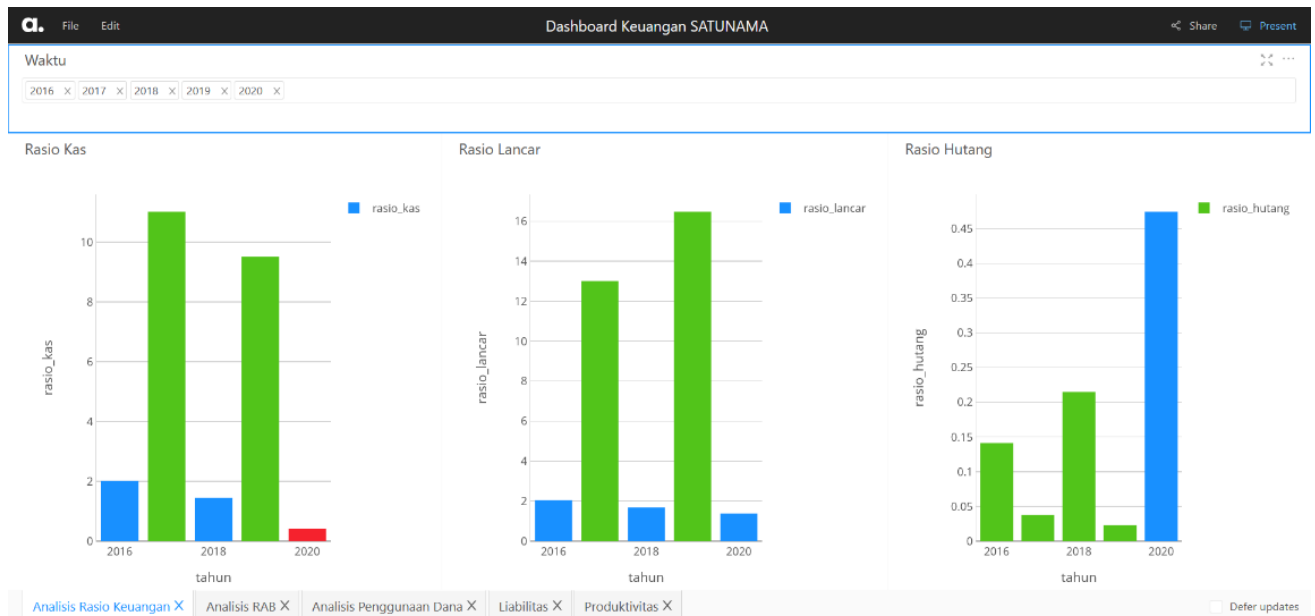 a. File Edit Dashboard Keuangan SATUNAMA Share Present
Waktu
2016 × 2017 × 2018 × 2019 × 2020 ×
Rasio Kas
rasio_kas
10
8
6
4
2
0
rasio_kas
2016 2018 2020
tahun
Rasio Lancar
rasio_lancar
16
14
12
10
8
6
4
2
0
rasio_lancar
2016 2018 2020
tahun
Rasio Hutang
rasio_hutang
0.45
0.4
0.35
0.3
0.25
0.2
0.15
0.1
0.05
0
rasio_hutang
2016 2018 2020
tahun
Analisis Rasio Keuangan X Analisis RAB X Analisis Penggunaan Dana X Liabilitas X Produktivitas X Defer updates